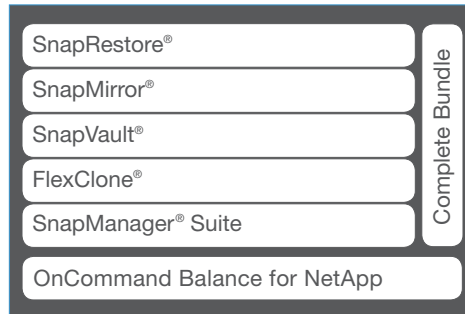 SnapRestore®
SnapMirror®
SnapVault®
FlexClone®
SnapManager® Suite
Complete Bundle
OnCommand Balance for NetApp